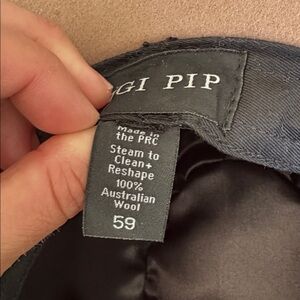 GI PIP
Made in
the PRC
Steam to
Clean+
Reshape
100%
Australian
Wool
59